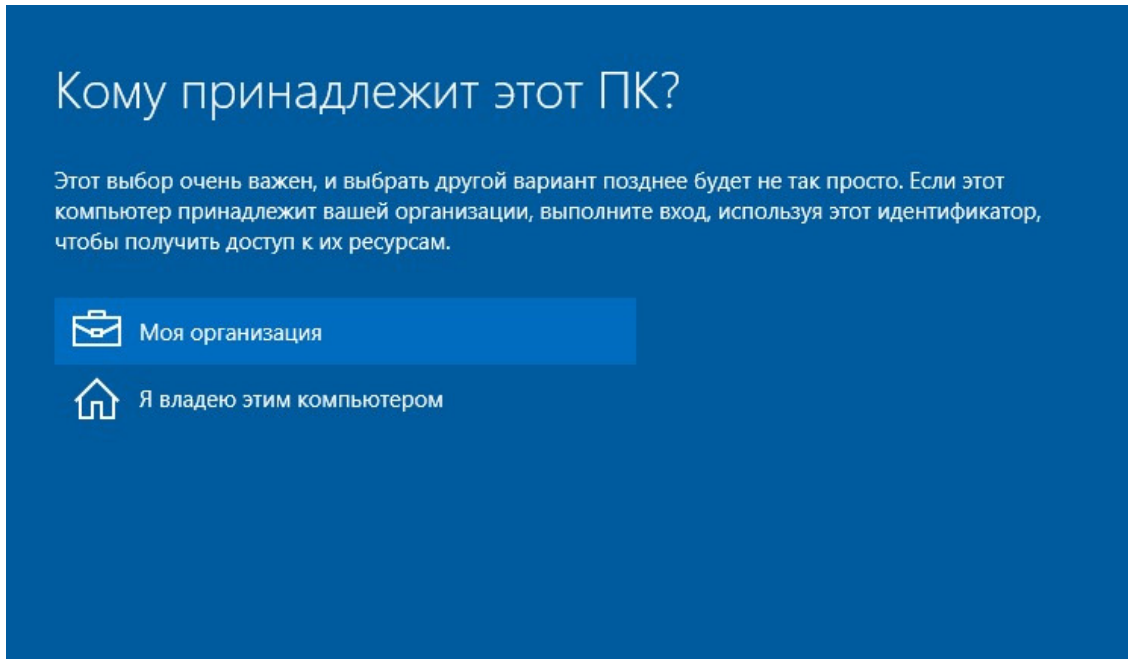 Кому принадлежит этот ПК?
Этот выбор очень важен, и выбрать другой вариант позднее будет не так просто. Если этот
компьютер принадлежит вашей организации, выполните вход, используя этот идентификатор,
чтобы получить доступ к их ресурсам.
Моя организация
Я владею этим компьютером